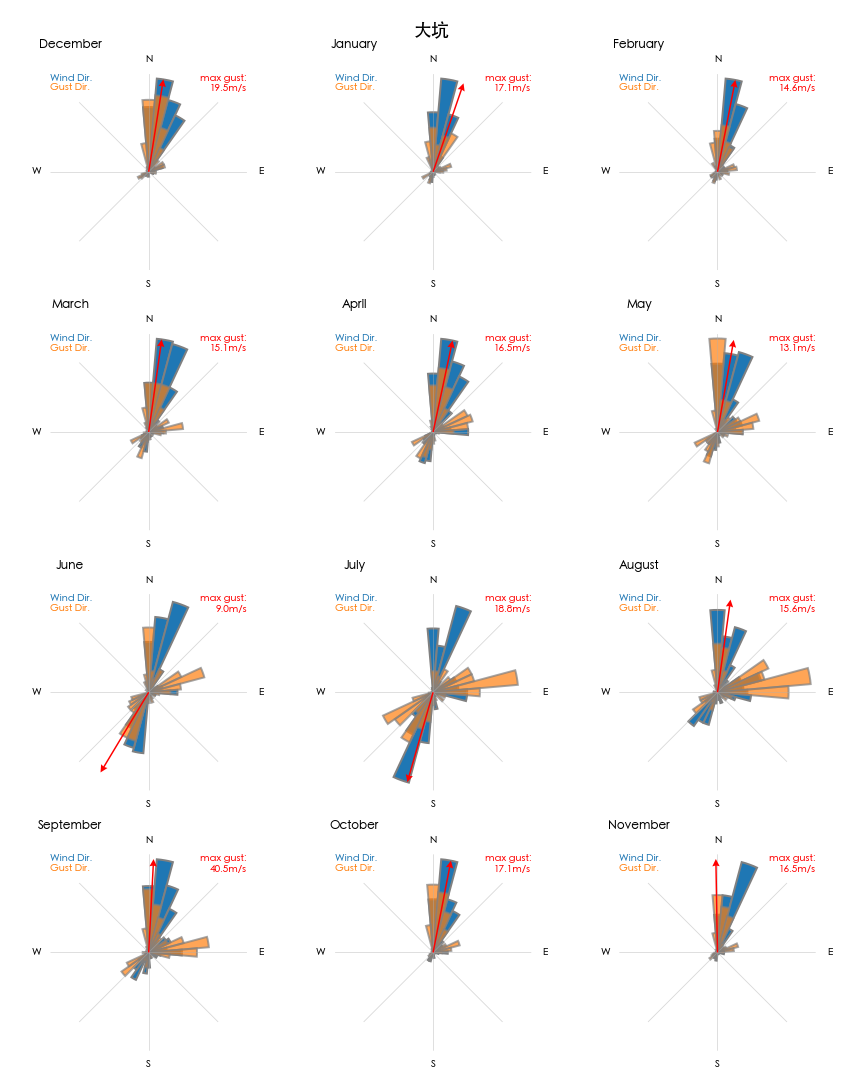 大坑
December
N
Wind Dir.
Gust Dir.
max gust:
19.5m/s
W
E
S
January
N
Wind Dir.
Gust Dir.
max gust:
17.1m/s
W
E
S
February
N
Wind Dir.
Gust Dir.
max gust:
14.6m/s
W
E
S
March
N
Wind Dir.
Gust Dir.
max gust:
15.1m/s
W
E
S
April
N
Wind Dir.
Gust Dir.
max gust:
16.5m/s
W
E
S
May
N
Wind Dir.
Gust Dir.
max gust:
13.1m/s
W
E
S
June
N
Wind Dir.
Gust Dir.
max gust:
9.0m/s
W
E
S
July
N
Wind Dir.
Gust Dir.
max gust:
18.8m/s
W
E
S
August
N
Wind Dir.
Gust Dir.
max gust:
15.6m/s
W
E
S
September
N
Wind Dir.
Gust Dir.
max gust:
40.5m/s
W
E
S
October
N
Wind Dir.
Gust Dir.
max gust:
17.1m/s
W
E
S
November
N
Wind Dir.
Gust Dir.
max gust:
16.5m/s
W
E
S